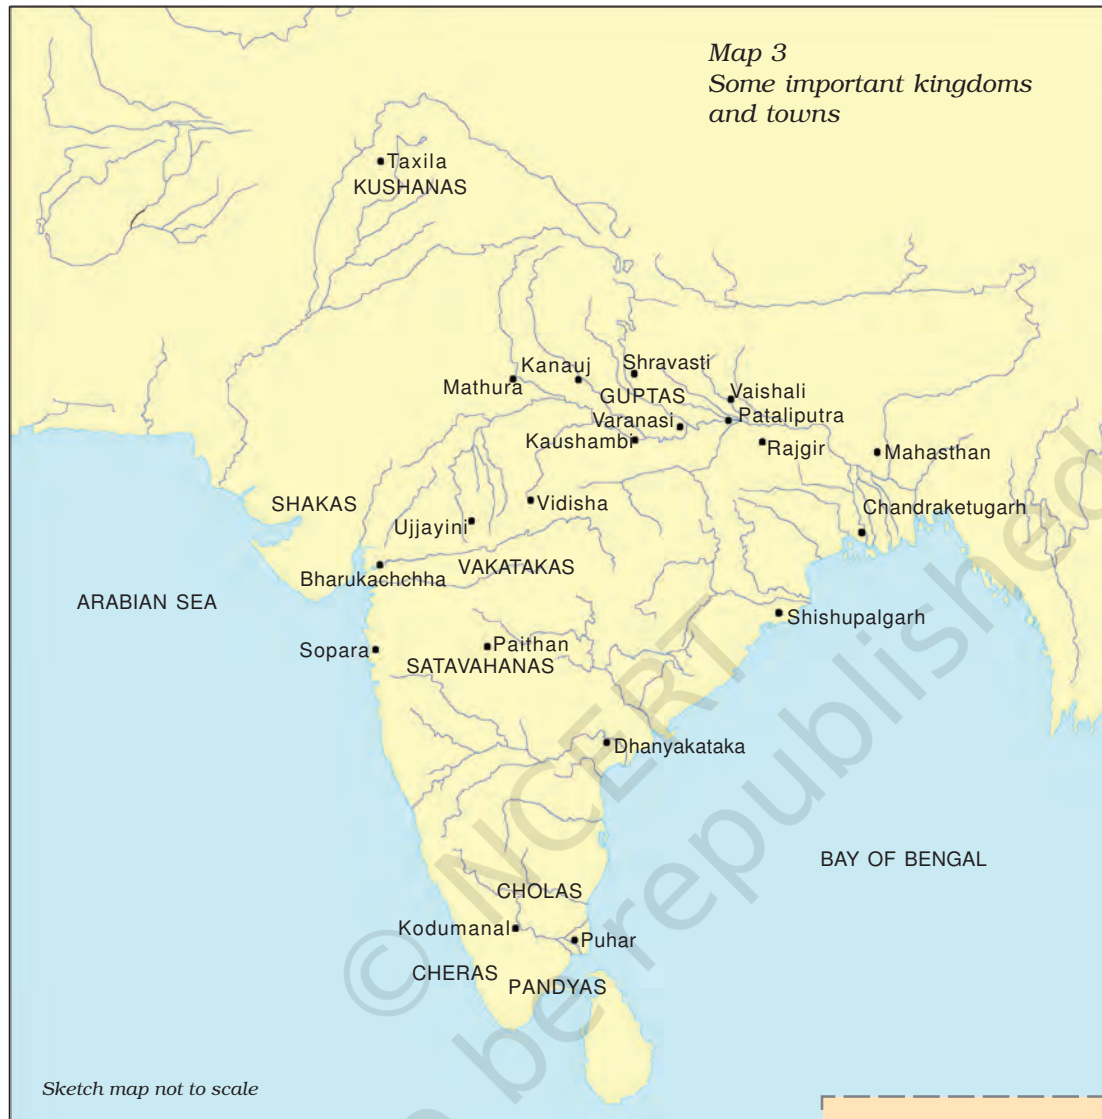 Map 3
Some important kingdoms
and towns
Taxila
KUSHANAS
Kanauj
Shravasti
Mathura
GUPTAS
Vaishali
Varanasi
Pataliputra
Kaushambi
Rajgir
Mahasthan
SHAKAS
Vidisha
Chandraketugarh
Ujjayini
VAKATAKAS
Bharukachchha
ARABIAN SEA
Shishupalgarh
Sopara
Paithan
SATAVAHANAS
Dhanyakataka
BAY OF BENGAL
CHOLAS
Kodumanal
Puhar
CHERAS
PANDYAS
Sketch map not to scale
© NCERT
be republished